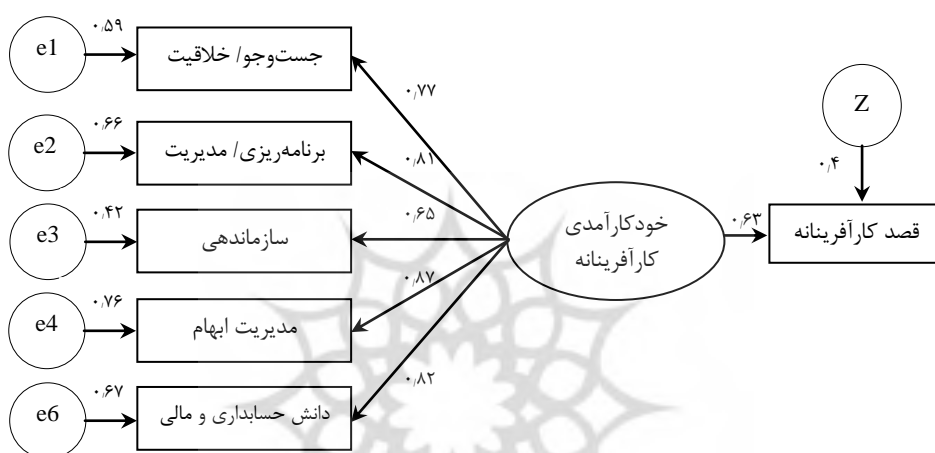 ۰٫۵۹
e1
جست‌وجو/ خلاقیت
۰٫۷۷
Z
۰٫۶۶
e2
برنامه‌ریزی/ مدیریت
۰٫۸۱
۰٫۴
۰٫۴۲
e3
سازماندهی
۰٫۶۵
خودکارآمدی
کارآفرینانه
۰٫۶۳
قصد کارآفرینانه
۰٫۷۶
e4
مدیریت ابهام
۰٫۸۷
۰٫۶۷
e6
دانش حسابداری و مالی
۰٫۸۲